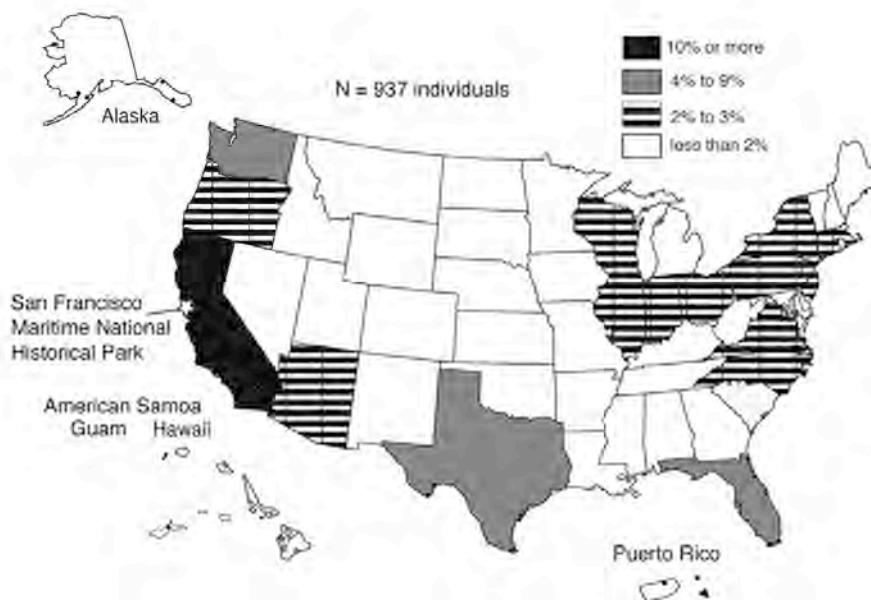 10% or more
4% to 9%
2% to 3%
less than 2%
N = 937 individuals
Alaska
San Francisco
Maritime National
Historical Park
American Samoa
Guam Hawaii
Puerto Rico